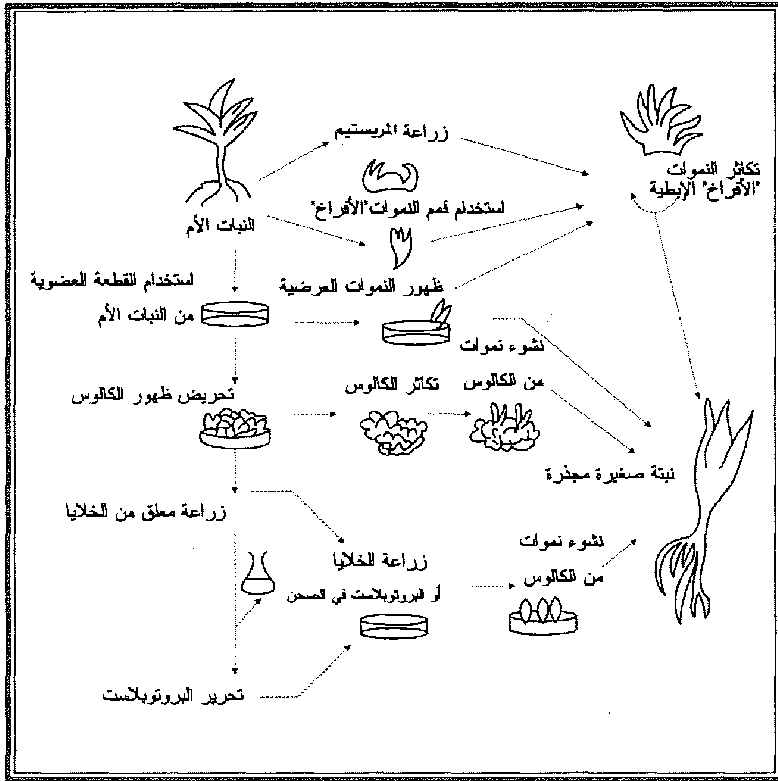 زراعة المريستيم
تكاثر النموات
"الأفراخ" الإبطية
استخدام قمم النموات "الأفراخ"
النبات الأم
ظهور النموات العرضية
استخدام القطعة العضوية
من النبات الأم
نشوء نموات
من الكالوس
تكاثر الكالوس
تحريض ظهور الكالوس
نبتة صغيرة مجذرة
زراعة معلق من الخلايا
نشوء نموات
من الكالوس
زراعة الخلايا
أو البروتوبلاست في الصحن
تحرير البروتوبلاست